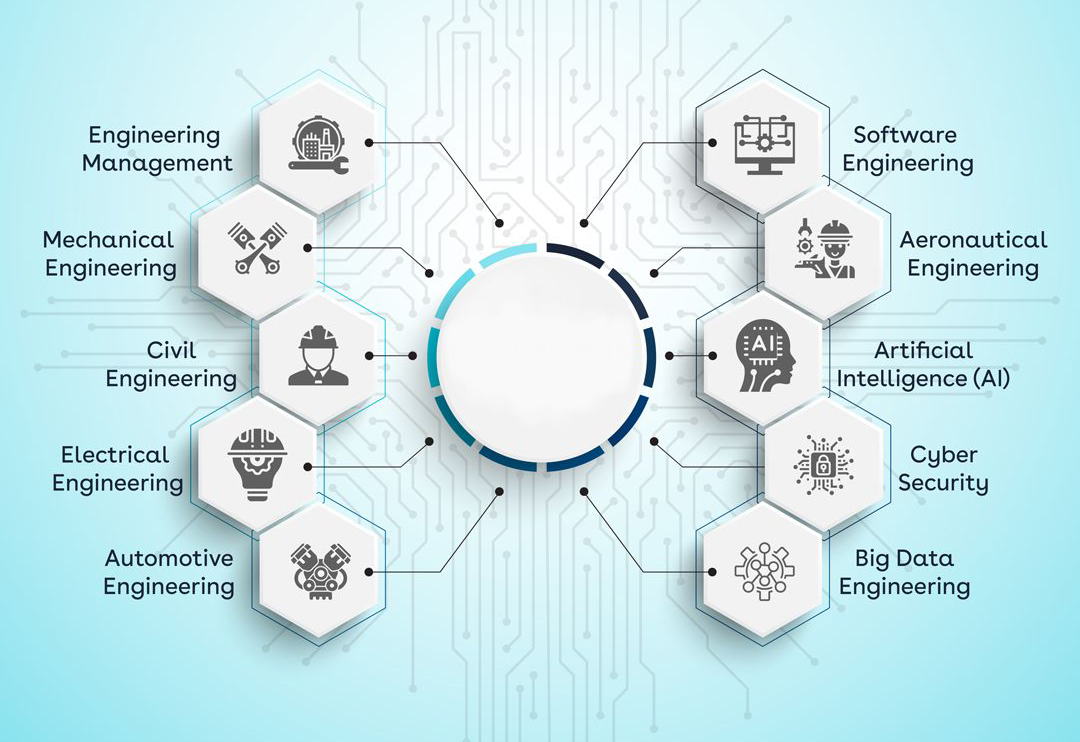 Engineering
Management
Mechanical
Engineering
Civil
Engineering
Electrical
Engineering
Automotive
Engineering
Software
Engineering
Aeronautical
Engineering
AI
Artificial
Intelligence (AI)
Cyber
Security
Big Data
Engineering